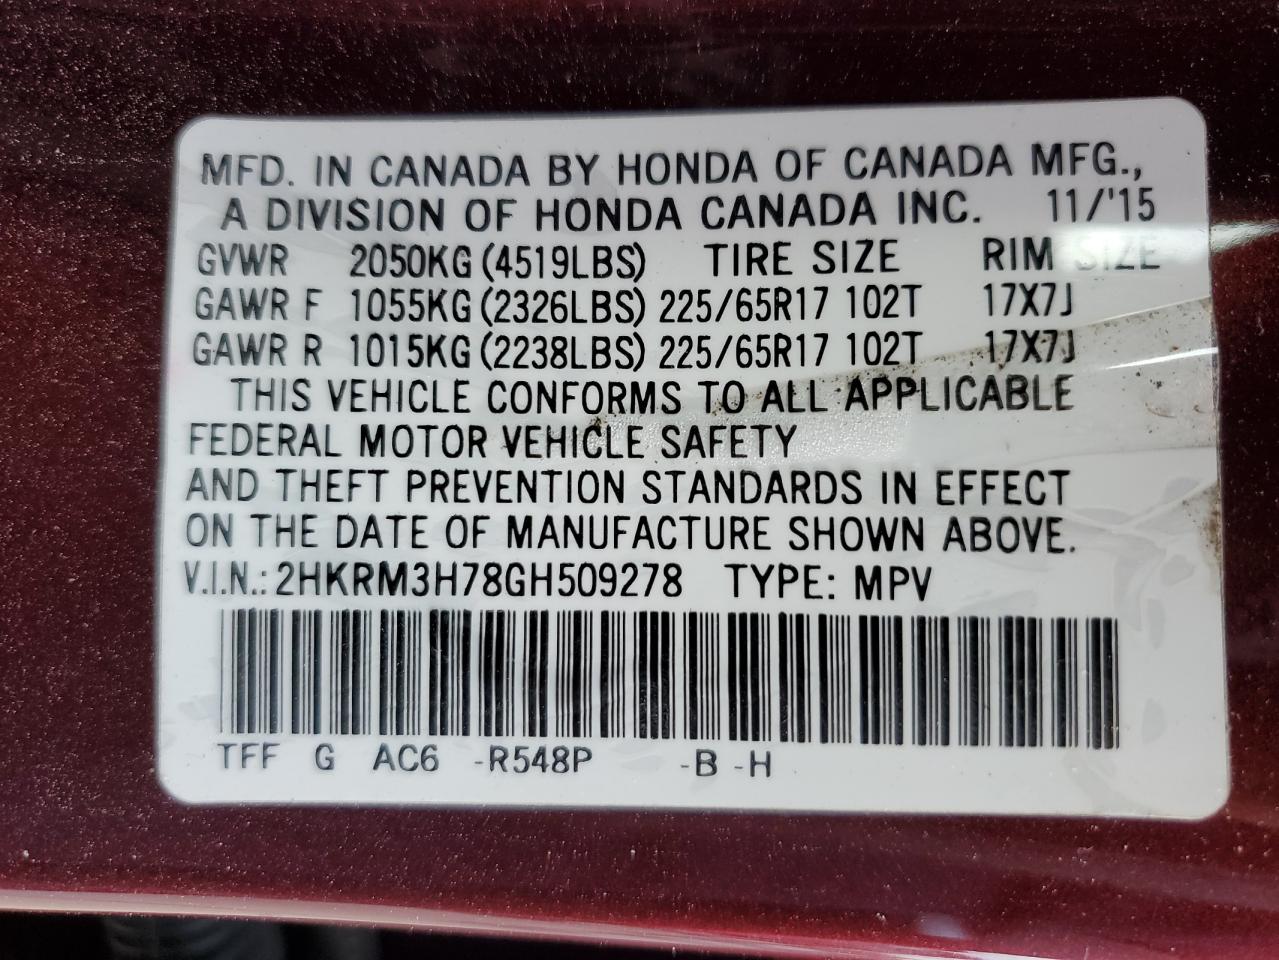 MFD. IN CANADA BY HONDA OF CANADA MFG.,
A DIVISION OF HONDA CANADA INC. 11/'15
GVWR 2050KG (4519LBS) TIRE SIZE RIM SIZE
GAWR F 1055KG (2326LBS) 225/65R17 102T 17X7J
GAWR R 1015KG (2238LBS) 225/65R17 102T 17X7J
THIS VEHICLE CONFORMS TO ALL APPLICABLE
FEDERAL MOTOR VEHICLE SAFETY
AND THEFT PREVENTION STANDARDS IN EFFECT
ON THE DATE OF MANUFACTURE SHOWN ABOVE.
V.I.N.: 2HKRM3H78GH509278 TYPE: MPV
TFF G AC6 -R548P -B -H